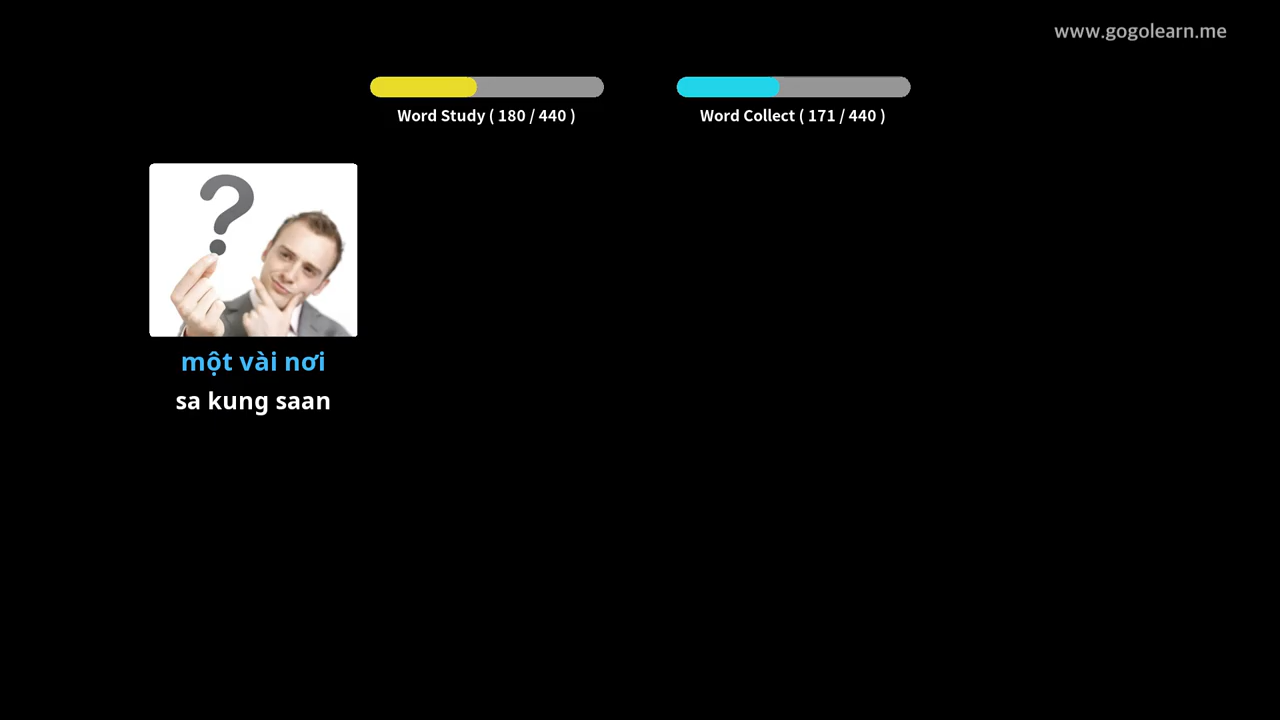 www.gogolearn.me
Word Study ( 180 / 440 )
Word Collect ( 171 / 440 )
?
một vài nơi
sa kung saan